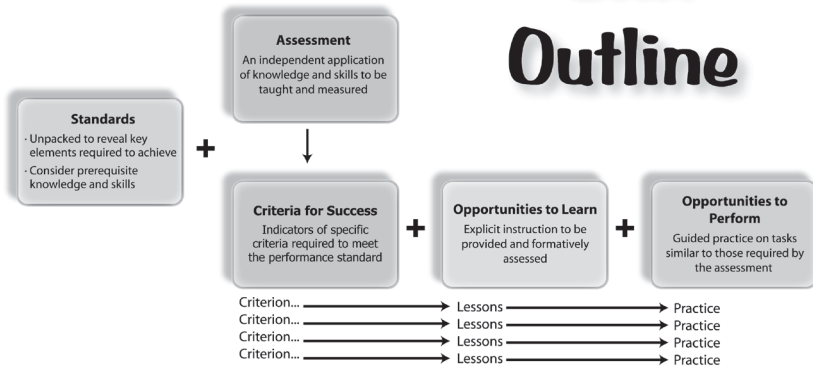 Outline
Assessment
An independent application
of knowledge and skills to be
taught and measured
Standards
· Unpacked to reveal key
elements required to achieve
· Consider prerequisite
knowledge and skills
+
Criteria for Success
Indicators of specific
criteria required to meet
the performance standard
+
Opportunities to Learn
Explicit instruction to be
provided and formatively
assessed
+
Opportunities to
Perform
Guided practice on tasks
similar to those required by
the assessment
Criterion... Lessons Practice
Criterion... Lessons Practice
Criterion... Lessons Practice
Criterion... Lessons Practice